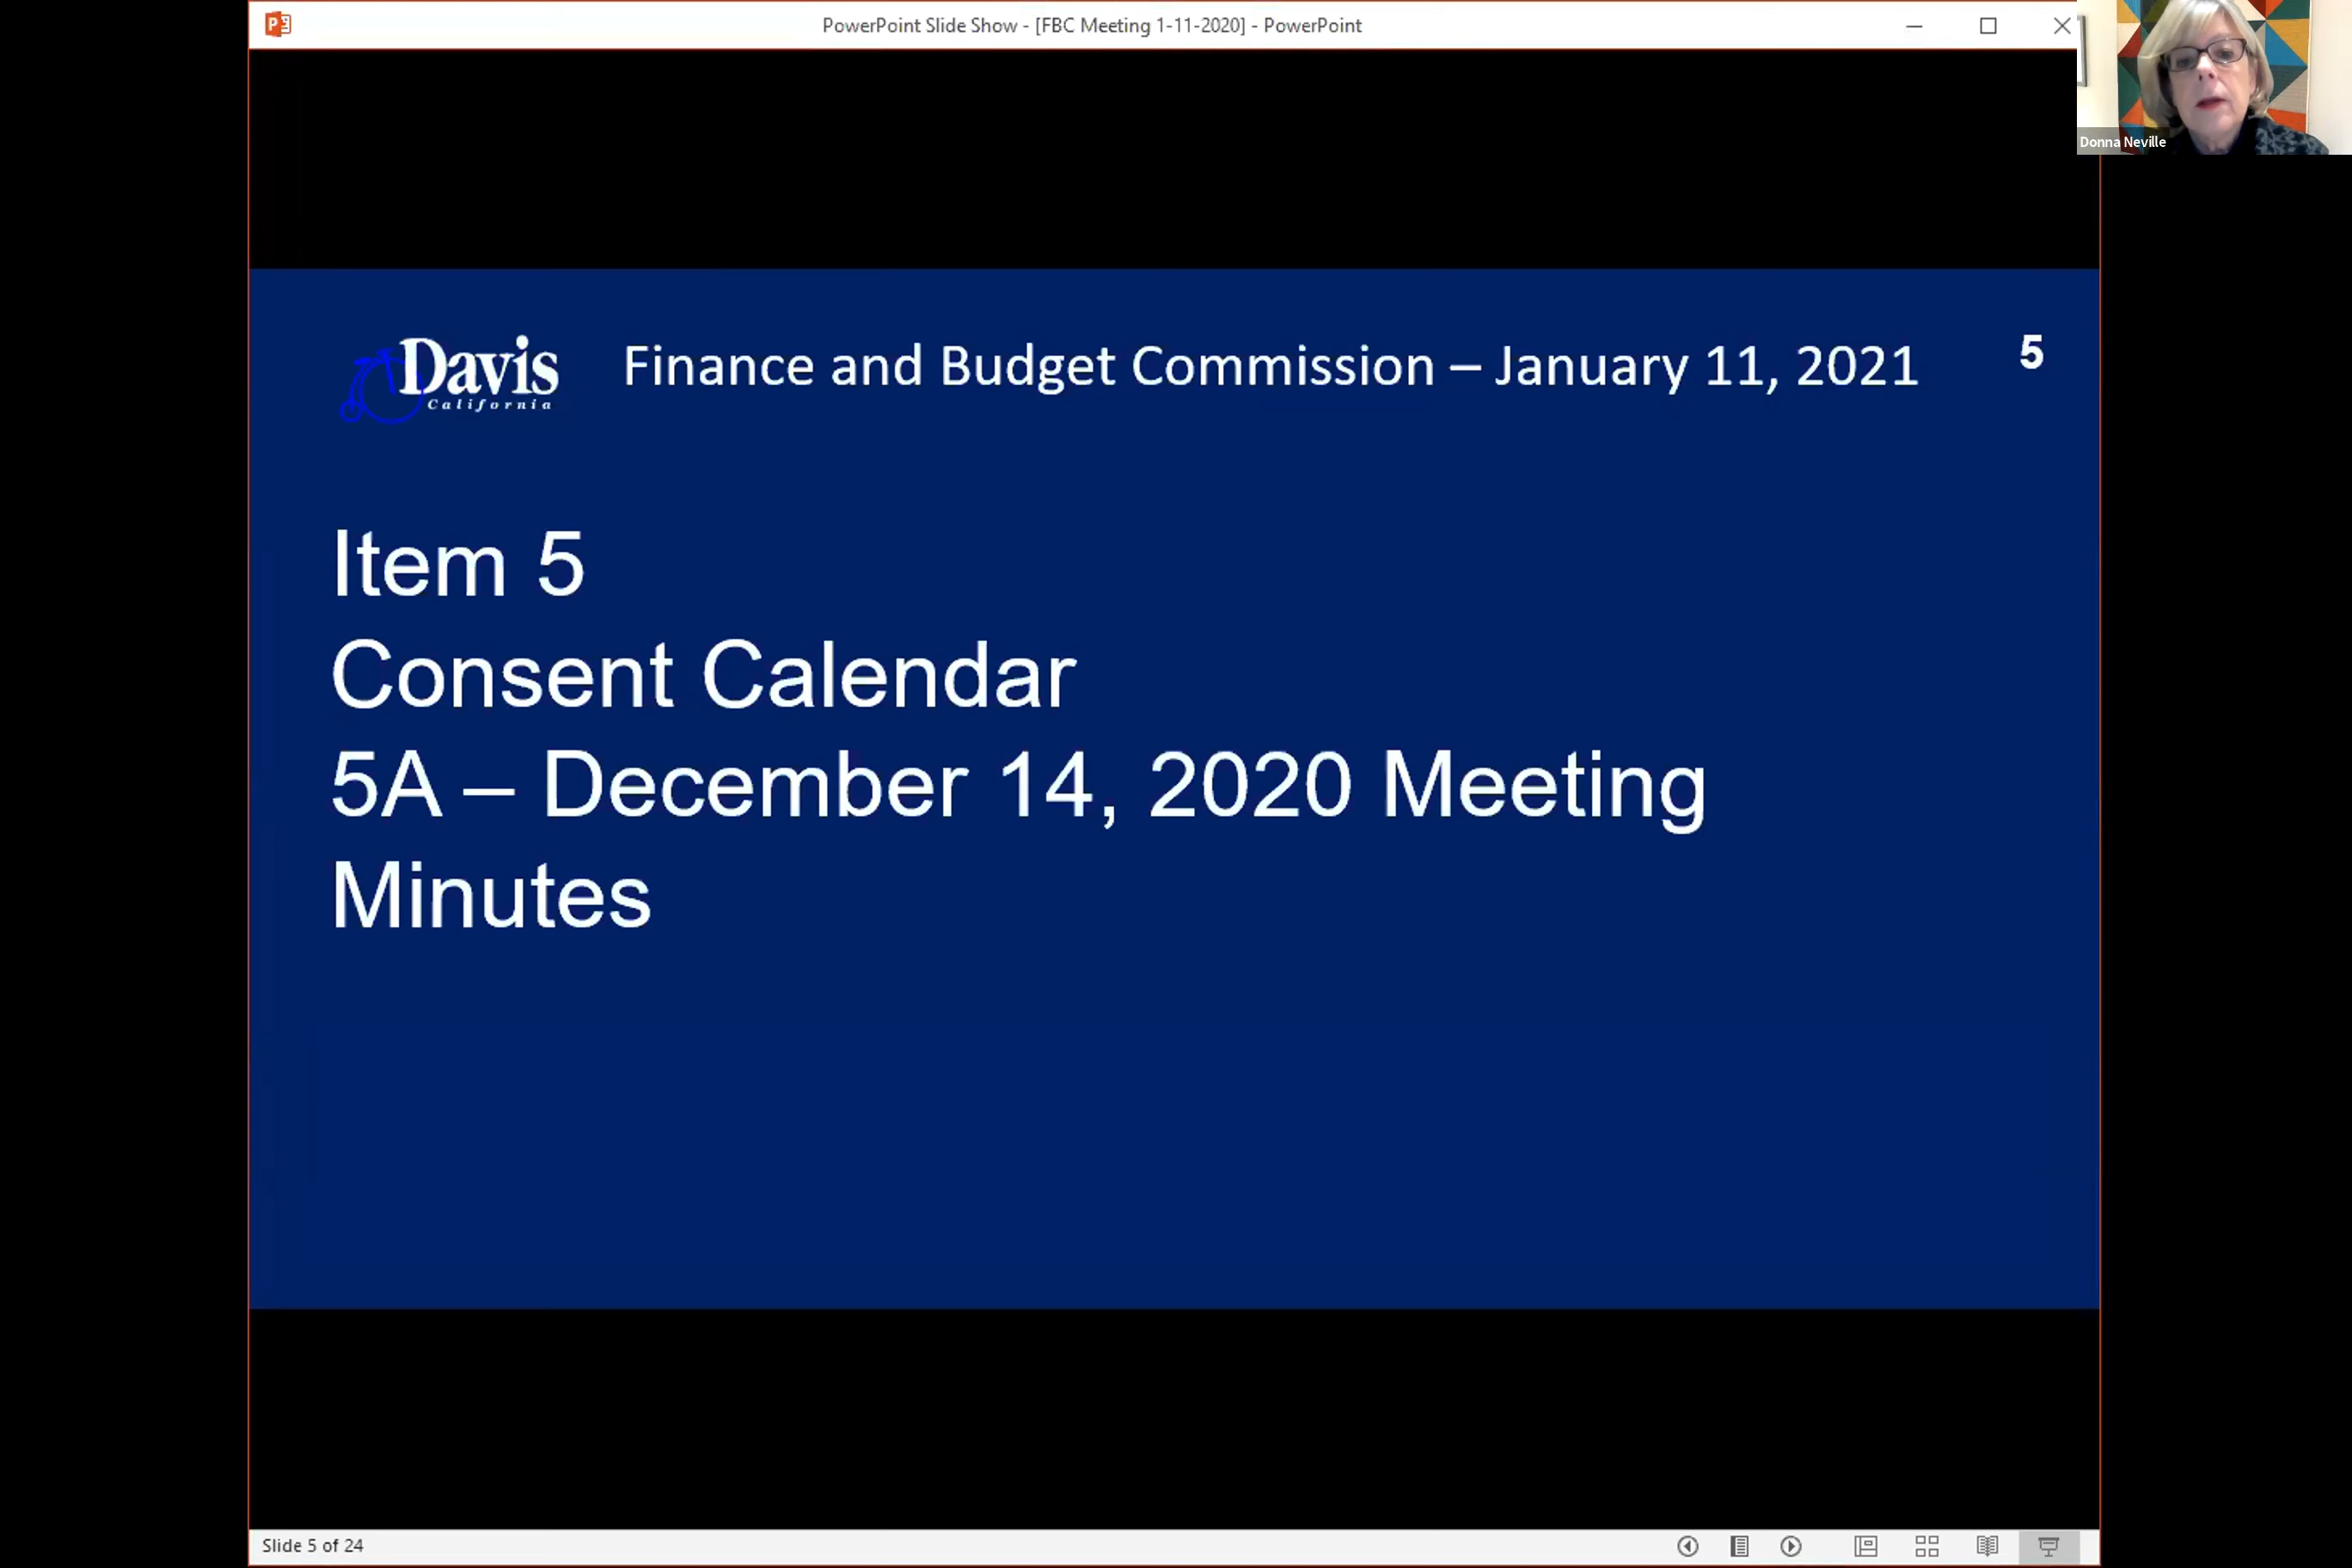 PowerPoint Slide Show - [FBC Meeting 1-11-2020] - PowerPoint
Donna Neville
Davis
California
Finance and Budget Commission – January 11, 2021
5
Item 5
Consent Calendar
5A – December 14, 2020 Meeting
Minutes
Slide 5 of 24